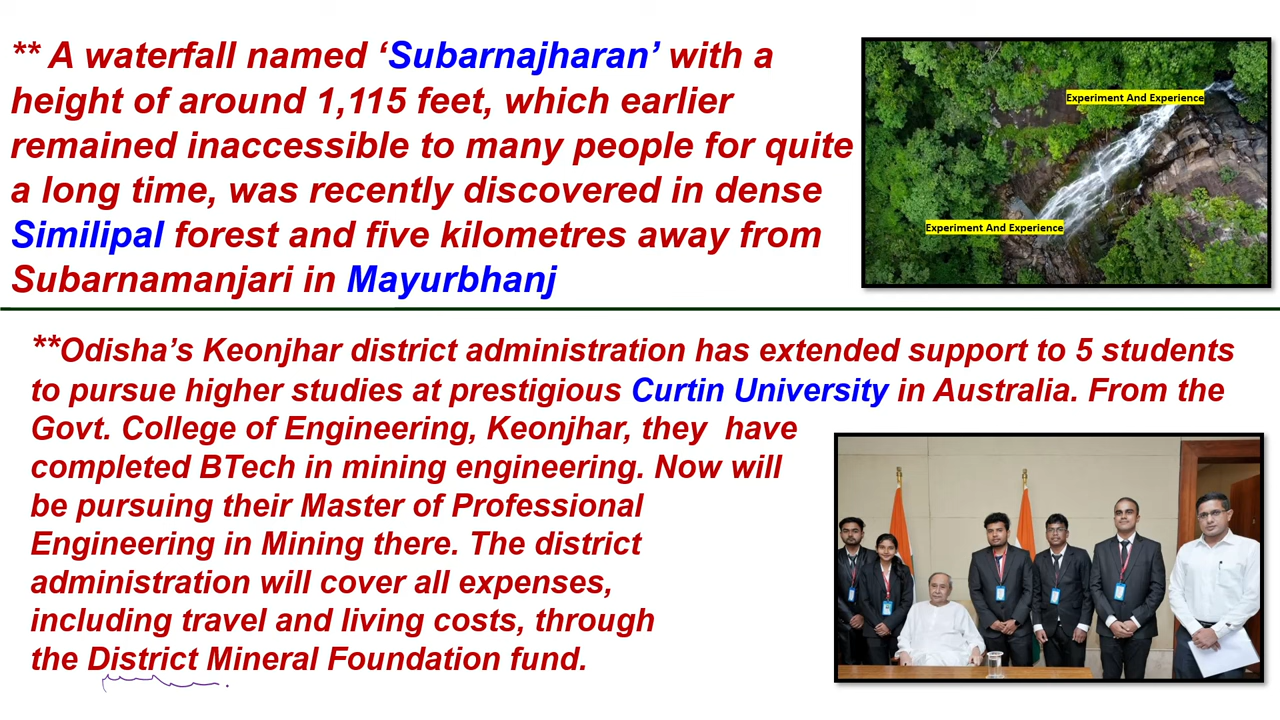 ** A waterfall named ‘Subarnajharan’ with a
height of around 1,115 feet, which earlier
remained inaccessible to many people for quite
a long time, was recently discovered in dense
Similipal forest and five kilometres away from
Subarnamanjari in Mayurbhanj
Experiment And Experience
Experiment And Experience
**Odisha’s Keonjhar district administration has extended support to 5 students
to pursue higher studies at prestigious Curtin University in Australia. From the
Govt. College of Engineering, Keonjhar, they have
completed BTech in mining engineering. Now will
be pursuing their Master of Professional
Engineering in Mining there. The district
administration will cover all expenses,
including travel and living costs, through
the District Mineral Foundation fund.